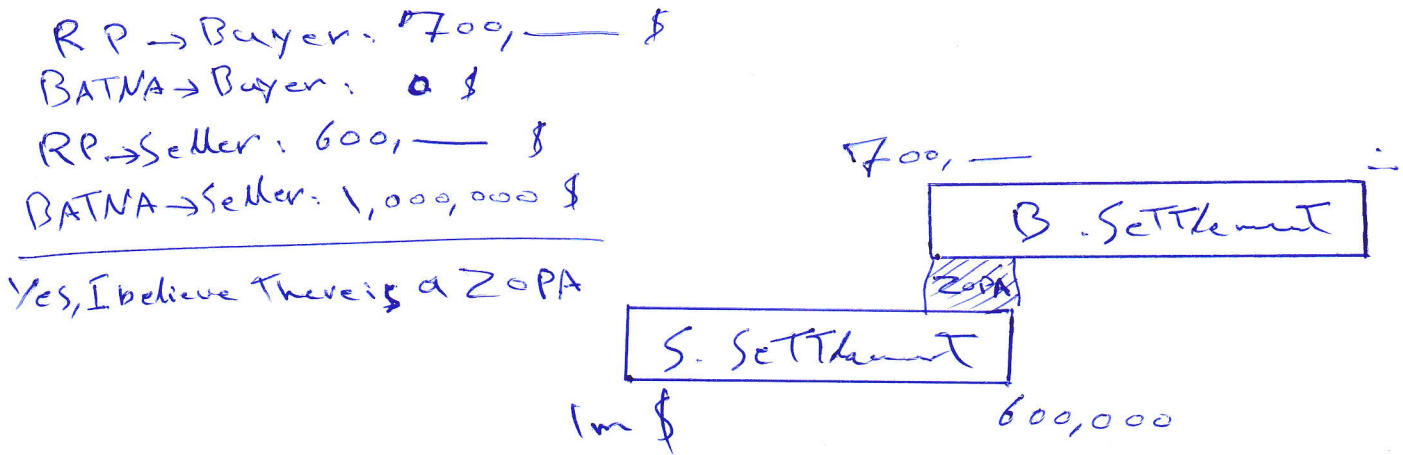 RP → Buyer: 700,— $
BATNA → Buyer: 0 $
RP. → Seller: 600,— $
BATNA → Seller: 1,000,000 $
Yes, I believe There is a ZOPA
700,—
B. SeTTlement
ZOPA
S. SeTTlement
1m $
600,000